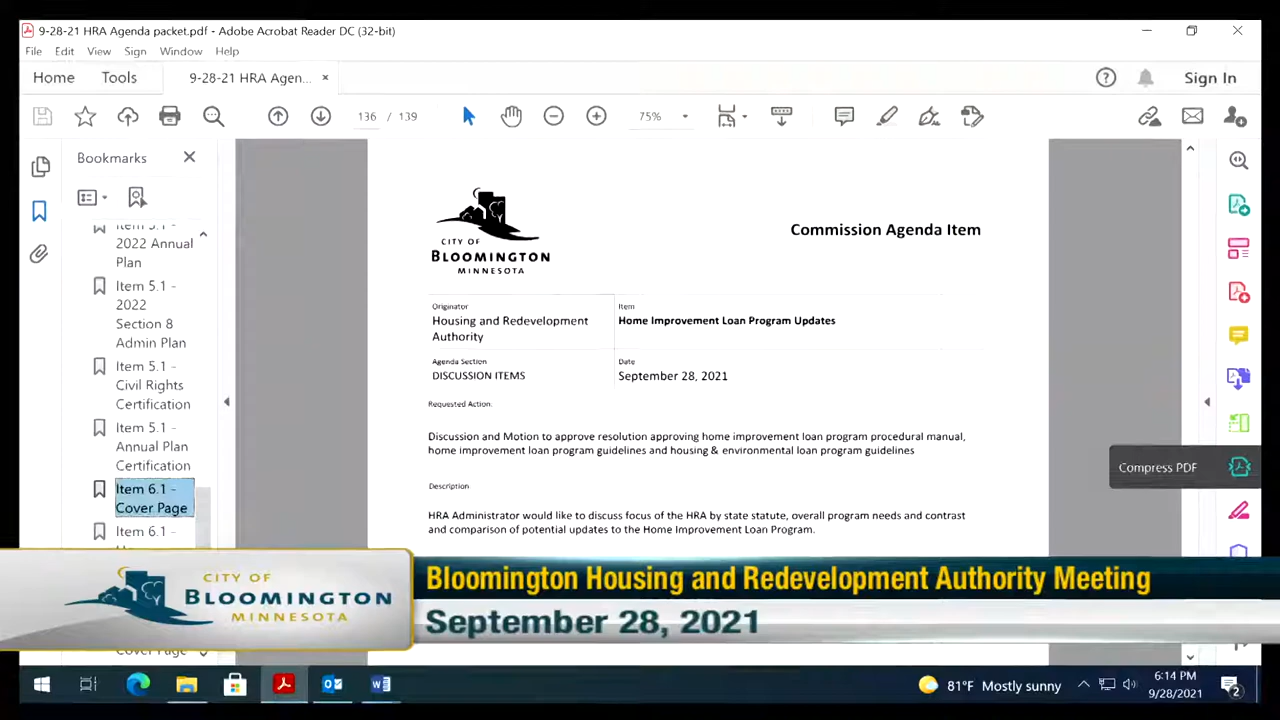 9-28-21 HRA Agenda packet.pdf - Adobe Acrobat Reader DC (32-bit)
File Edit View Sign Window Help
Home Tools 9-28-21 HRA Agen... × Sign In
136 / 139 75%
Bookmarks
2022 Annual
Plan
Item 5.1 -
2022
Section 8
Admin Plan
Item 5.1 -
Civil Rights
Certification
Item 5.1 -
Annual Plan
Certification
Item 6.1 -
Cover Page
Item 6.1 -
CITY OF
BLOOMINGTON
MINNESOTA
Commission Agenda Item
Originator
Housing and Redevelopment
Authority
Item
Home Improvement Loan Program Updates
Agenda Section
DISCUSSION ITEMS
Date
September 28, 2021
Requested Action:
Discussion and Motion to approve resolution approving home improvement loan program procedural manual,
home improvement loan program guidelines and housing & environmental loan program guidelines
Description
HRA Administrator would like to discuss focus of the HRA by state statute, overall program needs and contrast
and comparison of potential updates to the Home Improvement Loan Program.
Compress PDF
CITY OF
BLOOMINGTON
MINNESOTA
Bloomington Housing and Redevelopment Authority Meeting
September 28, 2021
Cover Page
81°F Mostly sunny
6:14 PM
9/28/2021
2